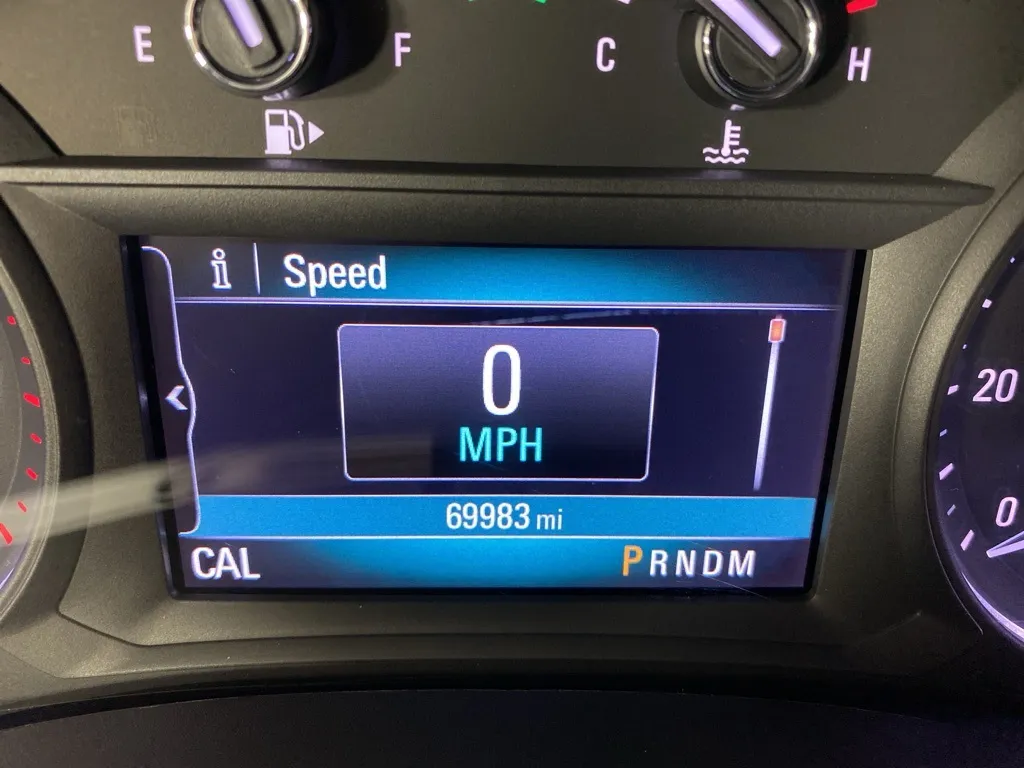 E F C H
i Speed
0
MPH
69983 mi
CAL PRNDM
20
0